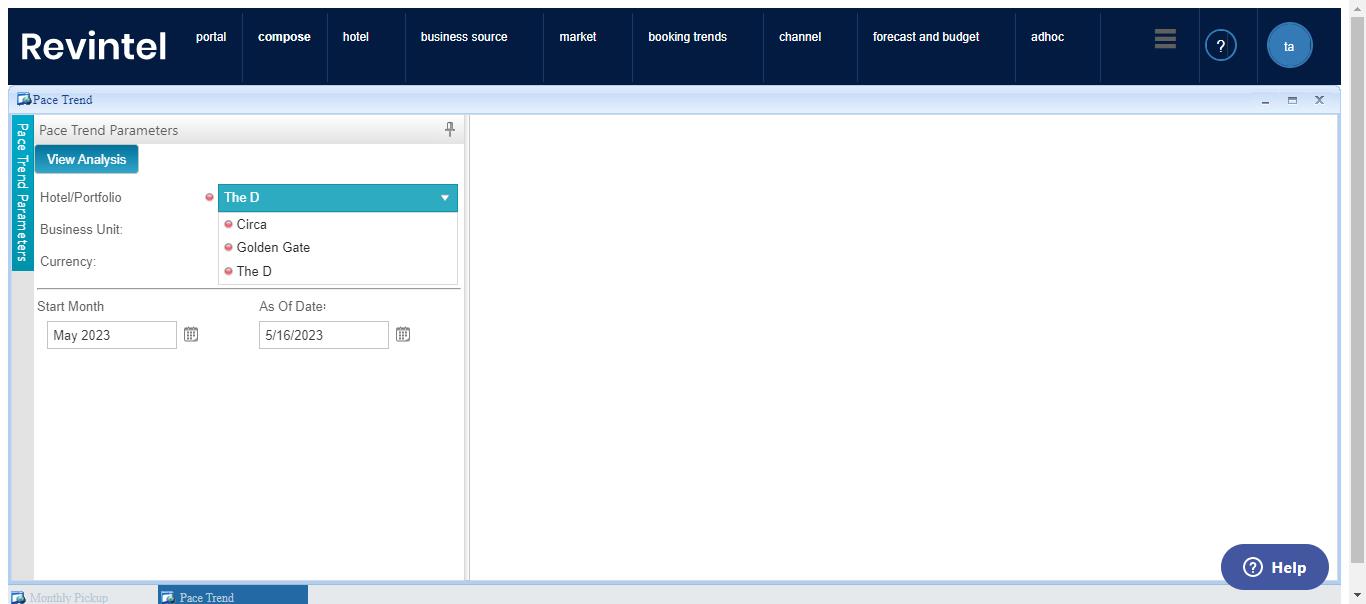 Revintel
portal
compose
hotel
business source
market
booking trends
channel
forecast and budget
adhoc
?
ta
Pace Trend
Pace Trend Parameters
Pace Trend Parameters
View Analysis
Hotel/Portfolio
The D
Circa
Business Unit:
Golden Gate
Currency:
The D
Start Month
As Of Date:
May 2023
5/16/2023
? Help
Monthly Pickup
Pace Trend